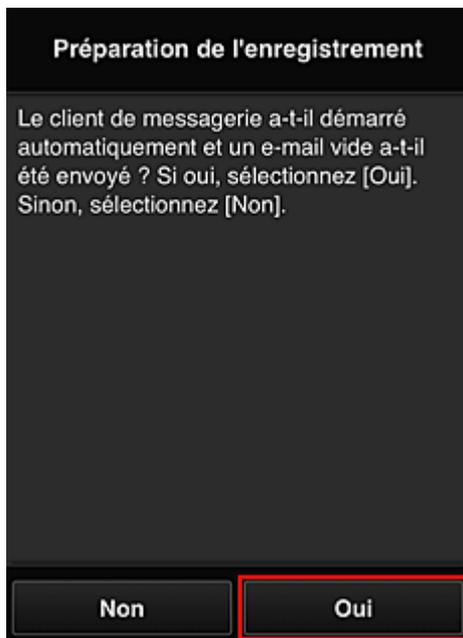 Préparation de l'enregistrement
Le client de messagerie a-t-il démarré
automatiquement et un e-mail vide a-t-il
été envoyé ? Si oui, sélectionnez [Oui].
Sinon, sélectionnez [Non].
Non
Oui